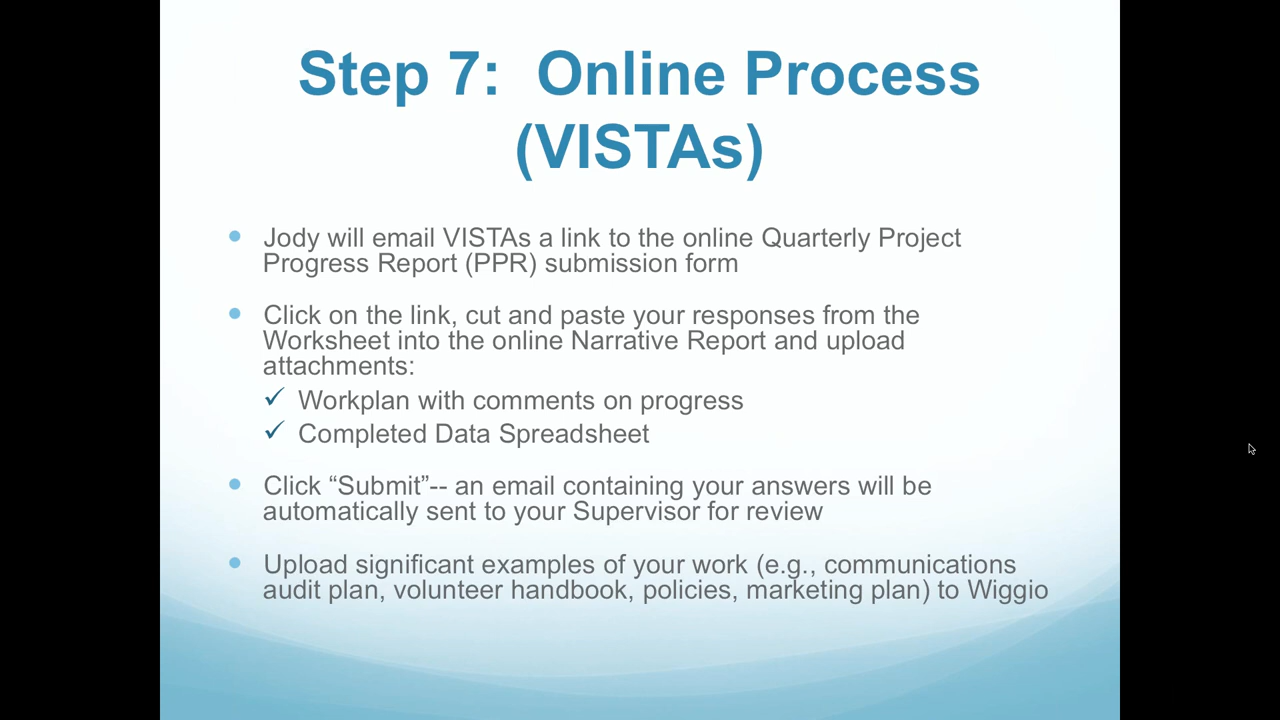 Step 7:  Online Process
(VISTAs)
• Jody will email VISTAs a link to the online Quarterly Project
Progress Report (PPR) submission form
• Click on the link, cut and paste your responses from the
Worksheet into the online Narrative Report and upload
attachments:
✓ Workplan with comments on progress
✓ Completed Data Spreadsheet
• Click “Submit”-- an email containing your answers will be
automatically sent to your Supervisor for review
• Upload significant examples of your work (e.g., communications
audit plan, volunteer handbook, policies, marketing plan) to Wiggio